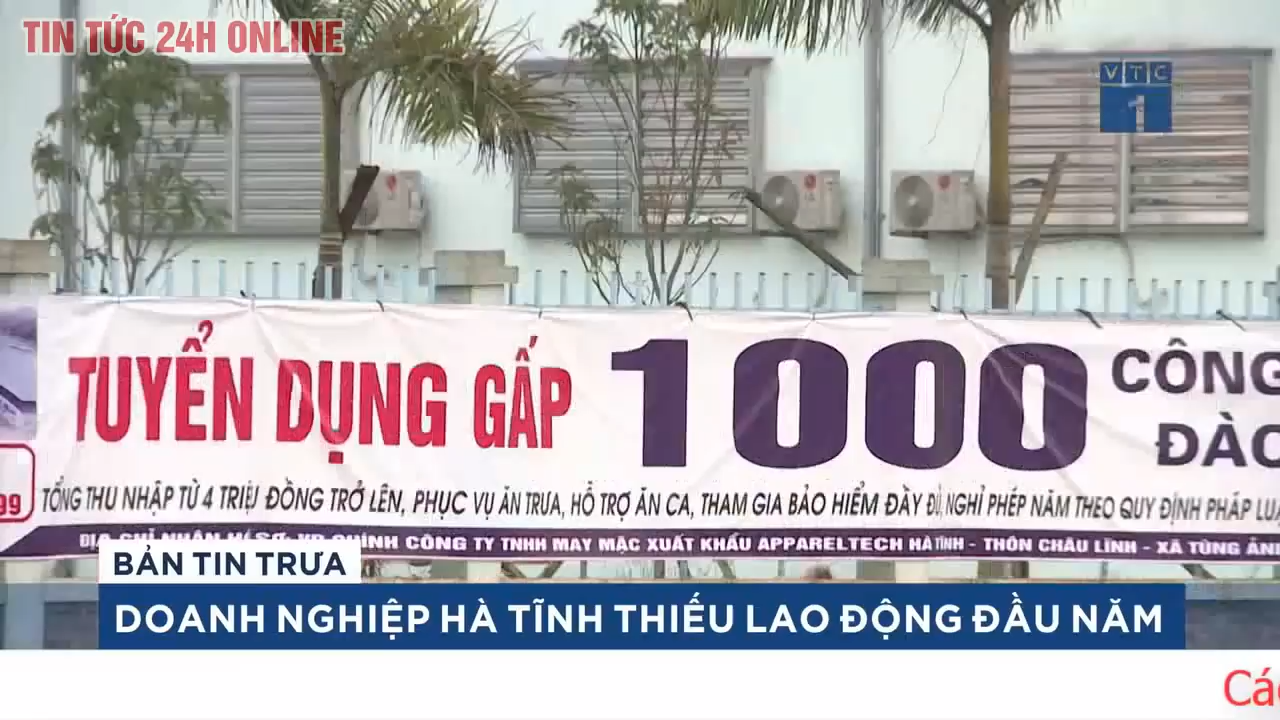 TIN TỨC 24H ONLINE
VTC
1
TUYỂN DỤNG GẤP 1000 CÔNG
ĐÀO
99
TỔNG THU NHẬP TỪ 4 TRIỆU ĐỒNG TRỞ LÊN, PHỤC VỤ ĂN TRƯA, HỖ TRỢ ĂN CA, THAM GIA BẢO HIỂM ĐẦY ĐỦ, NGHỈ PHÉP NĂM THEO QUY ĐỊNH PHÁP LUẬ
CHÍNH CÔNG TY TNHH MAY MẶC XUẤT KHẨU APPARELTECH HÀ TĨNH - THÔN CHÂU LĨNH - XÃ TÙNG ẢN
BẢN TIN TRƯA
DOANH NGHIỆP HÀ TĨNH THIẾU LAO ĐỘNG ĐẦU NĂM
Các